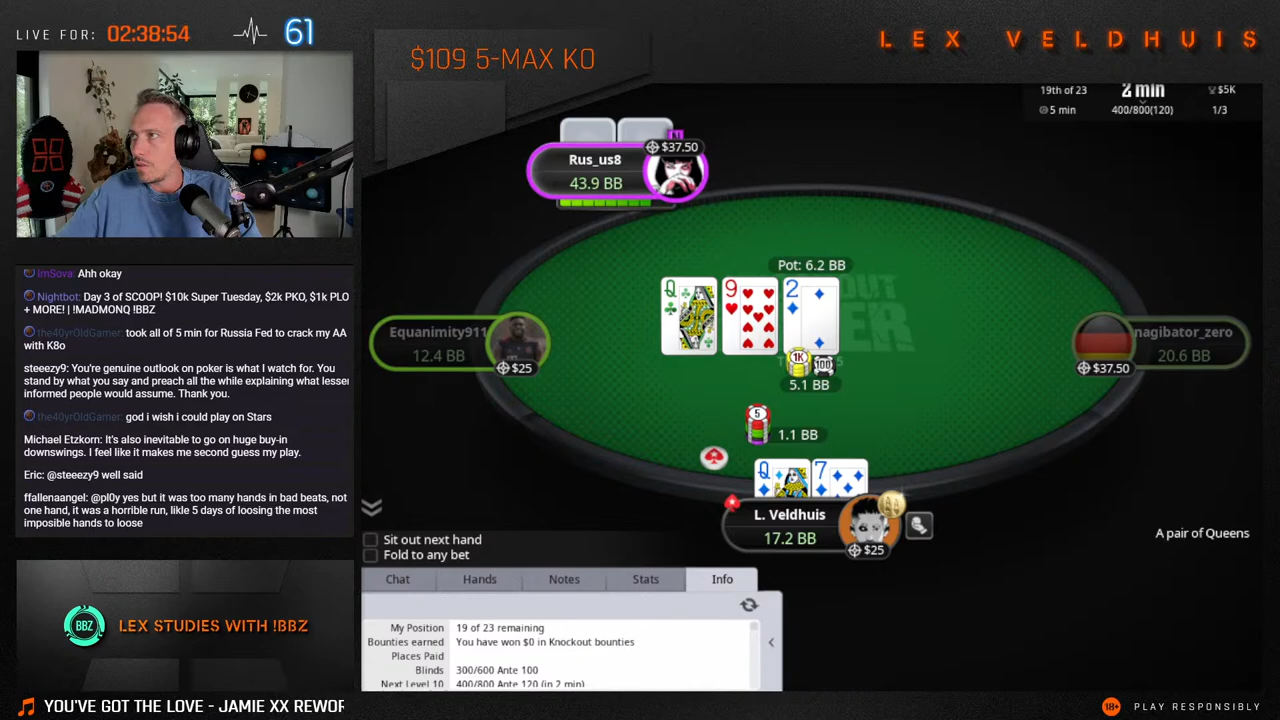 LIVE FOR: 02:38:54 61
$109 5-MAX KO
LEX VELDHUIS
19th of 23 2 min $5K
5 min 400/800(120) 1/3
$37.50
Rus_us8
43.9 BB
Pot: 6.2 BB
Q 9 2
Equanimity911
12.4 BB
$25
nagibator_zero
20.6 BB
$37.50
1K 100
5.1 BB
5
1.1 BB
Q 7
L. Veldhuis
17.2 BB
$25
A pair of Queens
ImSova: Ahh okay
Nightbot: Day 3 of SCOOP! $10k Super Tuesday, $2k PKO, $1k PLO
+ MORE! | !MADMONQ !BBZ
the40yrOldGamer: took all of 5 min for Russia Fed to crack my AA
with K8o
steeezy9: You're genuine outlook on poker is what I watch for. You
stand by what you say and preach all the while explaining what lesser
informed people would assume. Thank you.
the40yrOldGamer: god i wish i could play on Stars
Michael Etzkorn: It's also inevitable to go on huge buy-in
downswings. I feel like it makes me second guess my play.
Eric: @steeezy9 well said
ffallenaangel: @pl0y yes but it was too many hands in bad beats, not
one hand, it was a horrible run, likle 5 days of loosing the most
imposible hands to loose
Sit out next hand
Fold to any bet
Chat Hands Notes Stats Info
My Position 19 of 23 remaining
Bounties earned You have won $0 in Knockout bounties
Places Paid
Blinds 300/600 Ante 100
Next Level 10 400/800 Ante 120 (in 2 min)
BBZ LEX STUDIES WITH !BBZ
YOU'VE GOT THE LOVE - JAMIE XX REWOR
18+ PLAY RESPONSIBLY